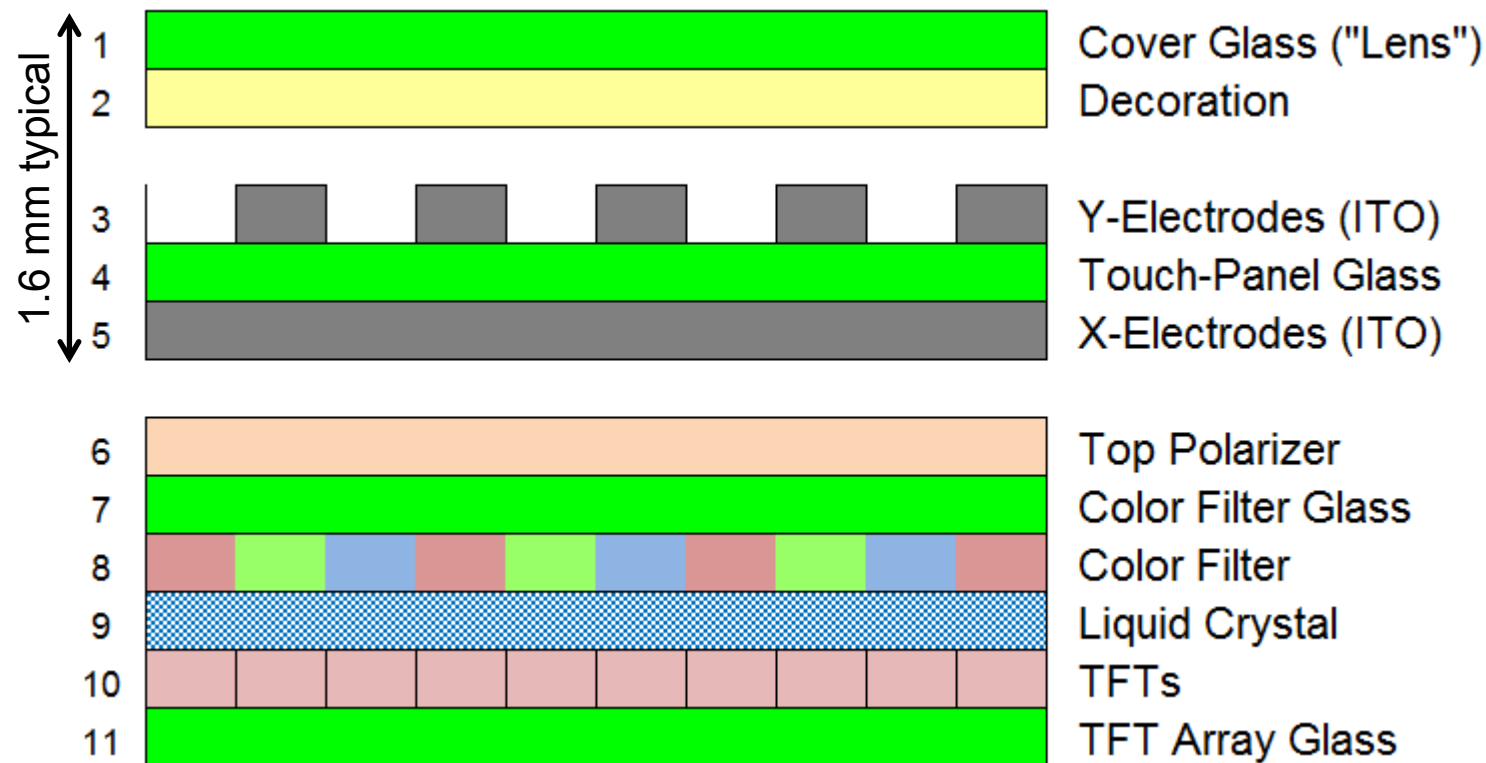 1.6 mm typical
1 Cover Glass ("Lens")
2 Decoration
3 Y-Electrodes (ITO)
4 Touch-Panel Glass
5 X-Electrodes (ITO)
6 Top Polarizer
7 Color Filter Glass
8 Color Filter
9 Liquid Crystal
10 TFTs
11 TFT Array Glass